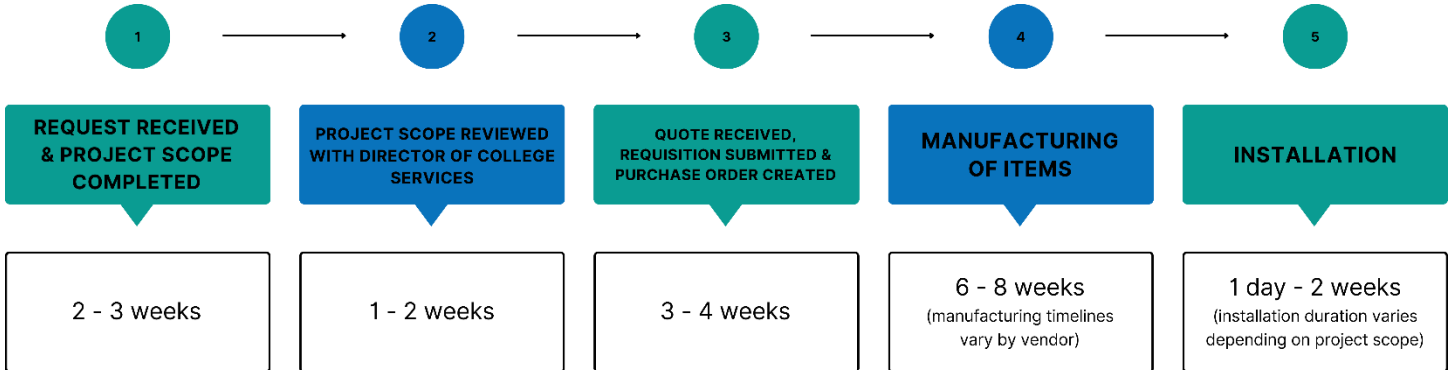 1
2
3
4
5
REQUEST RECEIVED
& PROJECT SCOPE
COMPLETED
PROJECT SCOPE REVIEWED
WITH DIRECTOR OF COLLEGE
SERVICES
QUOTE RECEIVED,
REQUISITION SUBMITTED &
PURCHASE ORDER CREATED
MANUFACTURING
OF ITEMS
INSTALLATION
2 - 3 weeks
1 - 2 weeks
3 - 4 weeks
6 - 8 weeks
(manufacturing timelines
vary by vendor)
1 day - 2 weeks
(installation duration varies
depending on project scope)